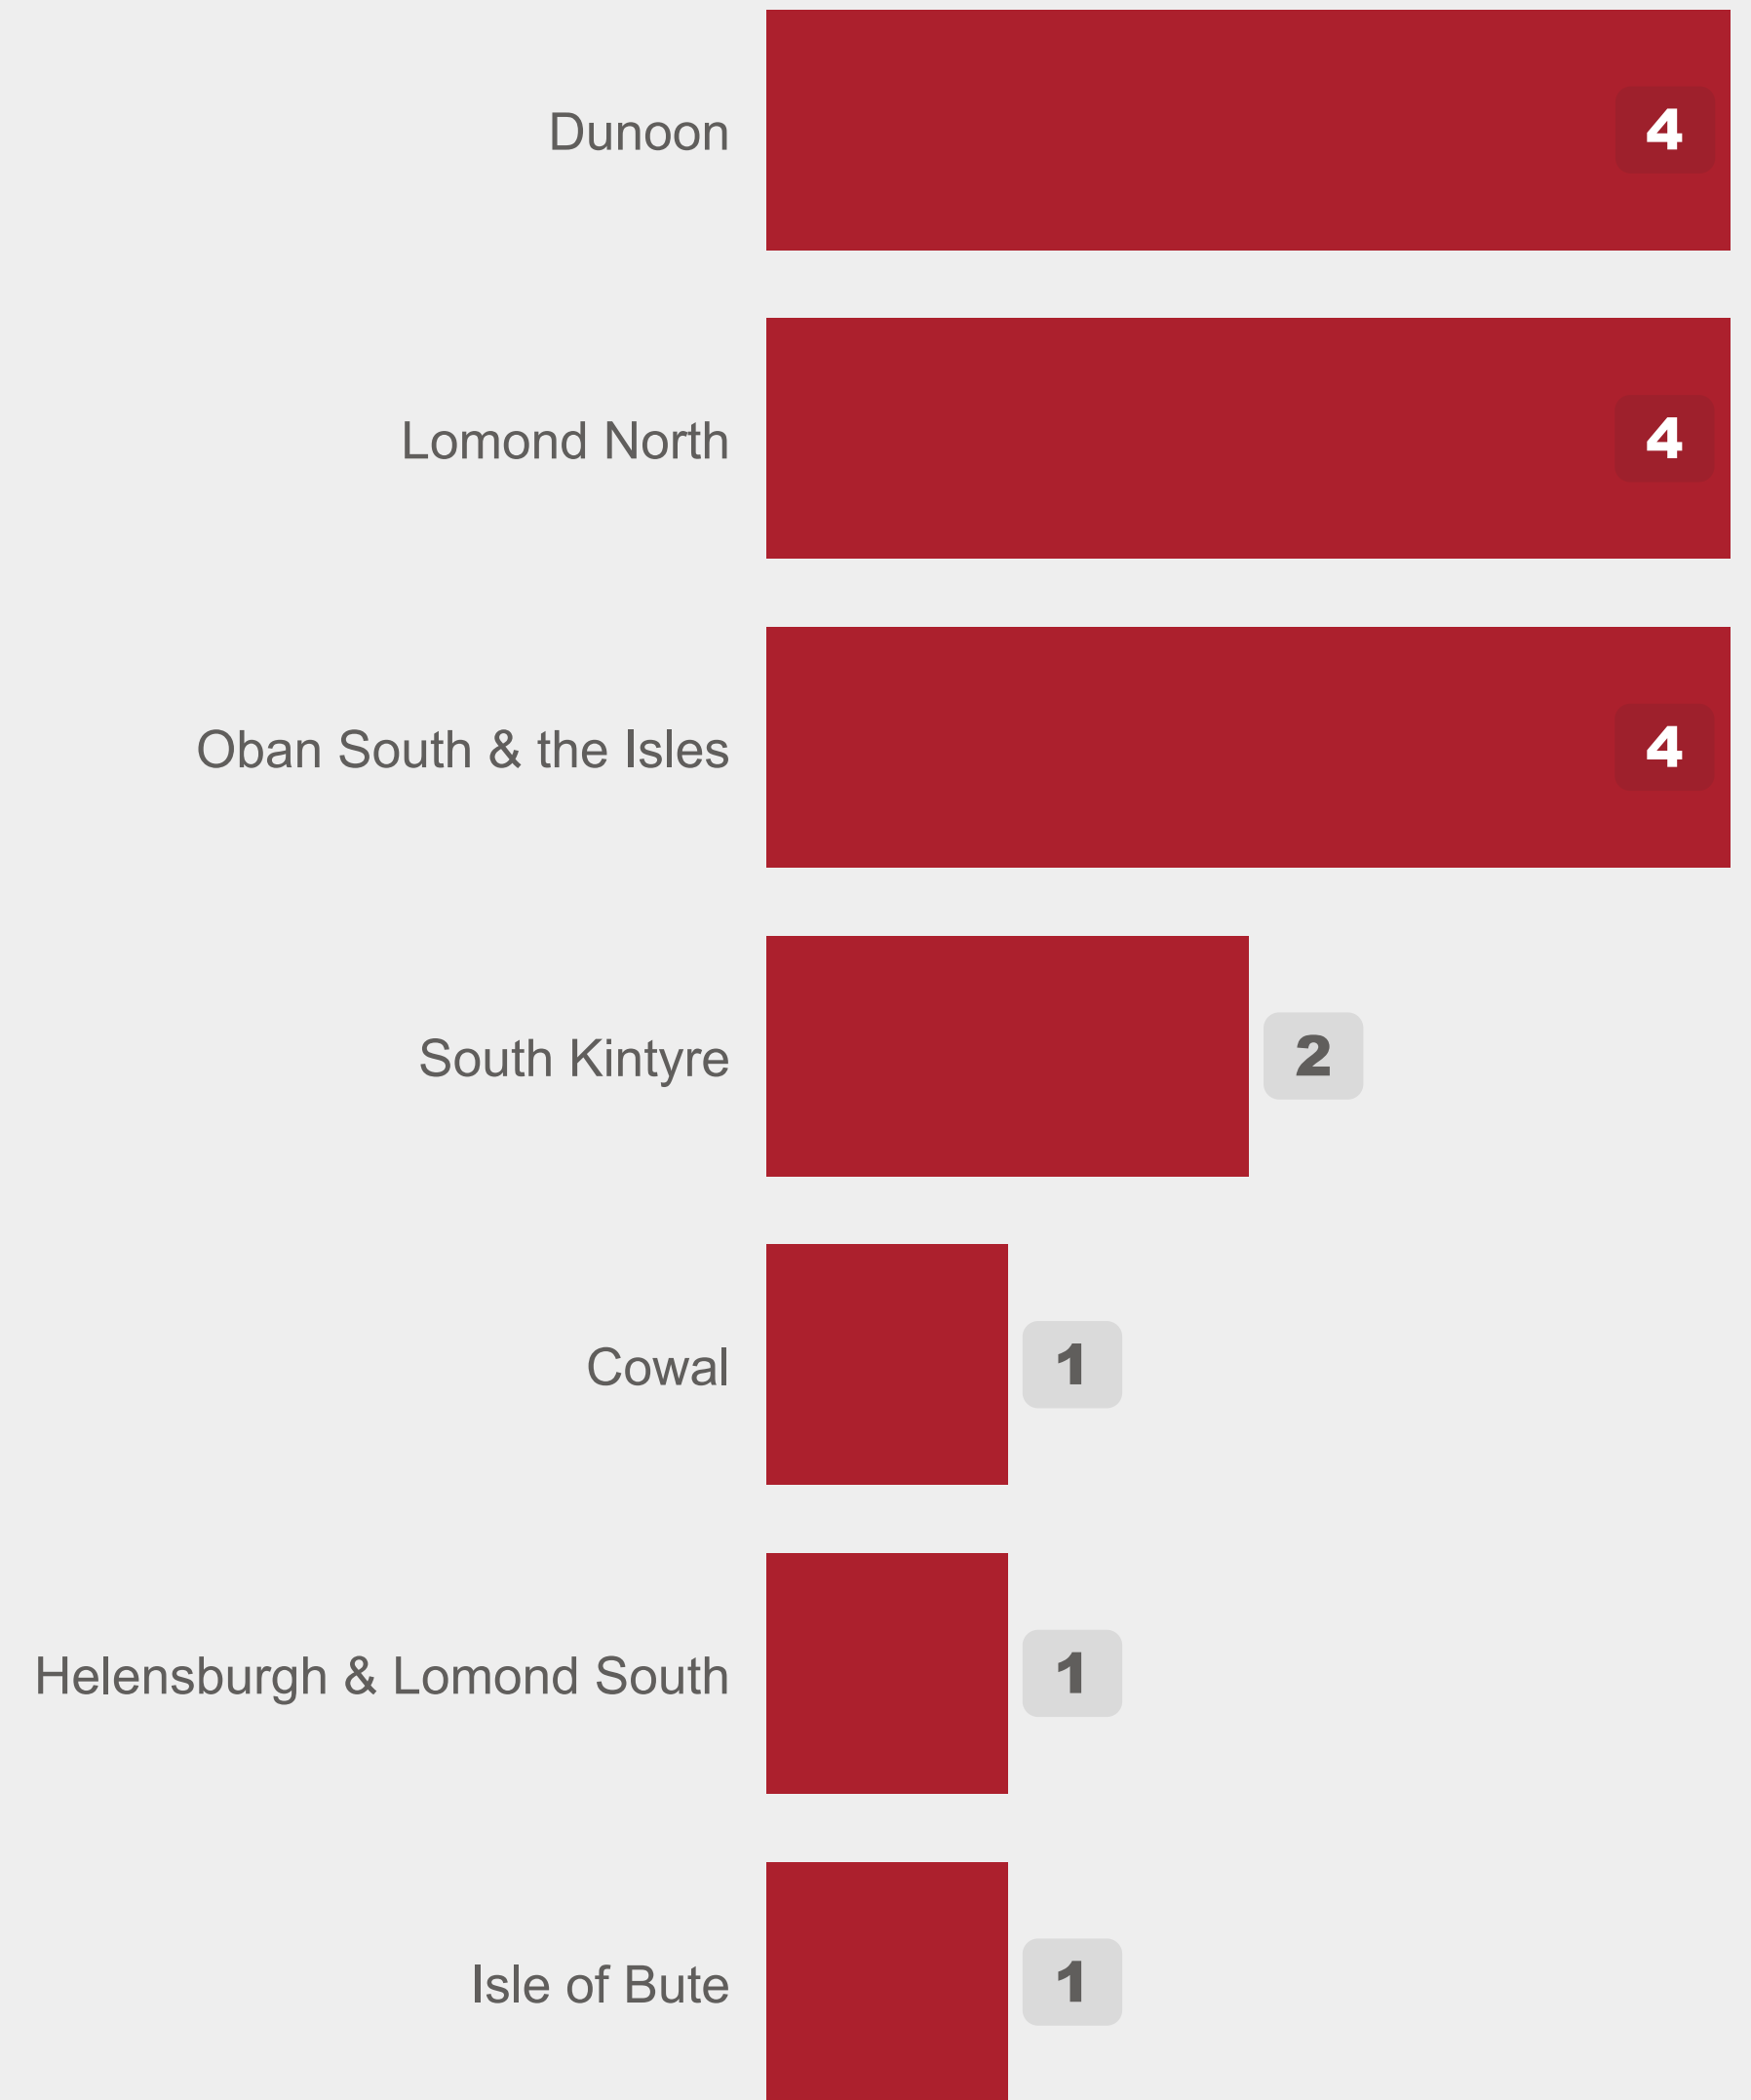 Dunoon 4
Lomond North 4
Oban South & the Isles 4
South Kintyre 2
Cowal 1
Helensburgh & Lomond South 1
Isle of Bute 1